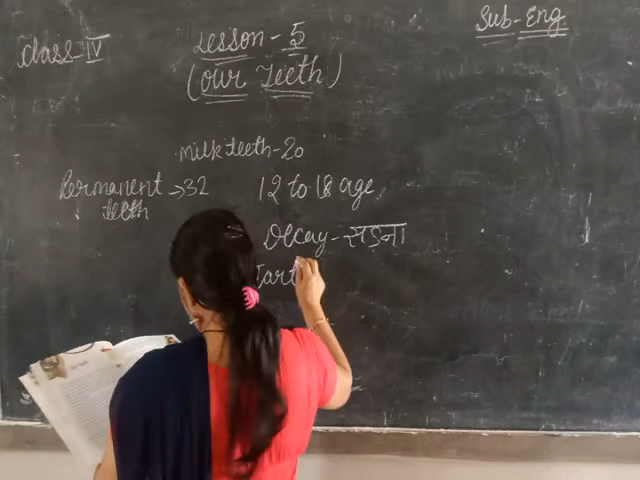 Class-IV
Lesson-5
Sub-Eng.
(Our Teeth)
Milk teeth-20
Permanent → 32
teeth
12 to 18 age
Decay-सड़ना
Tart